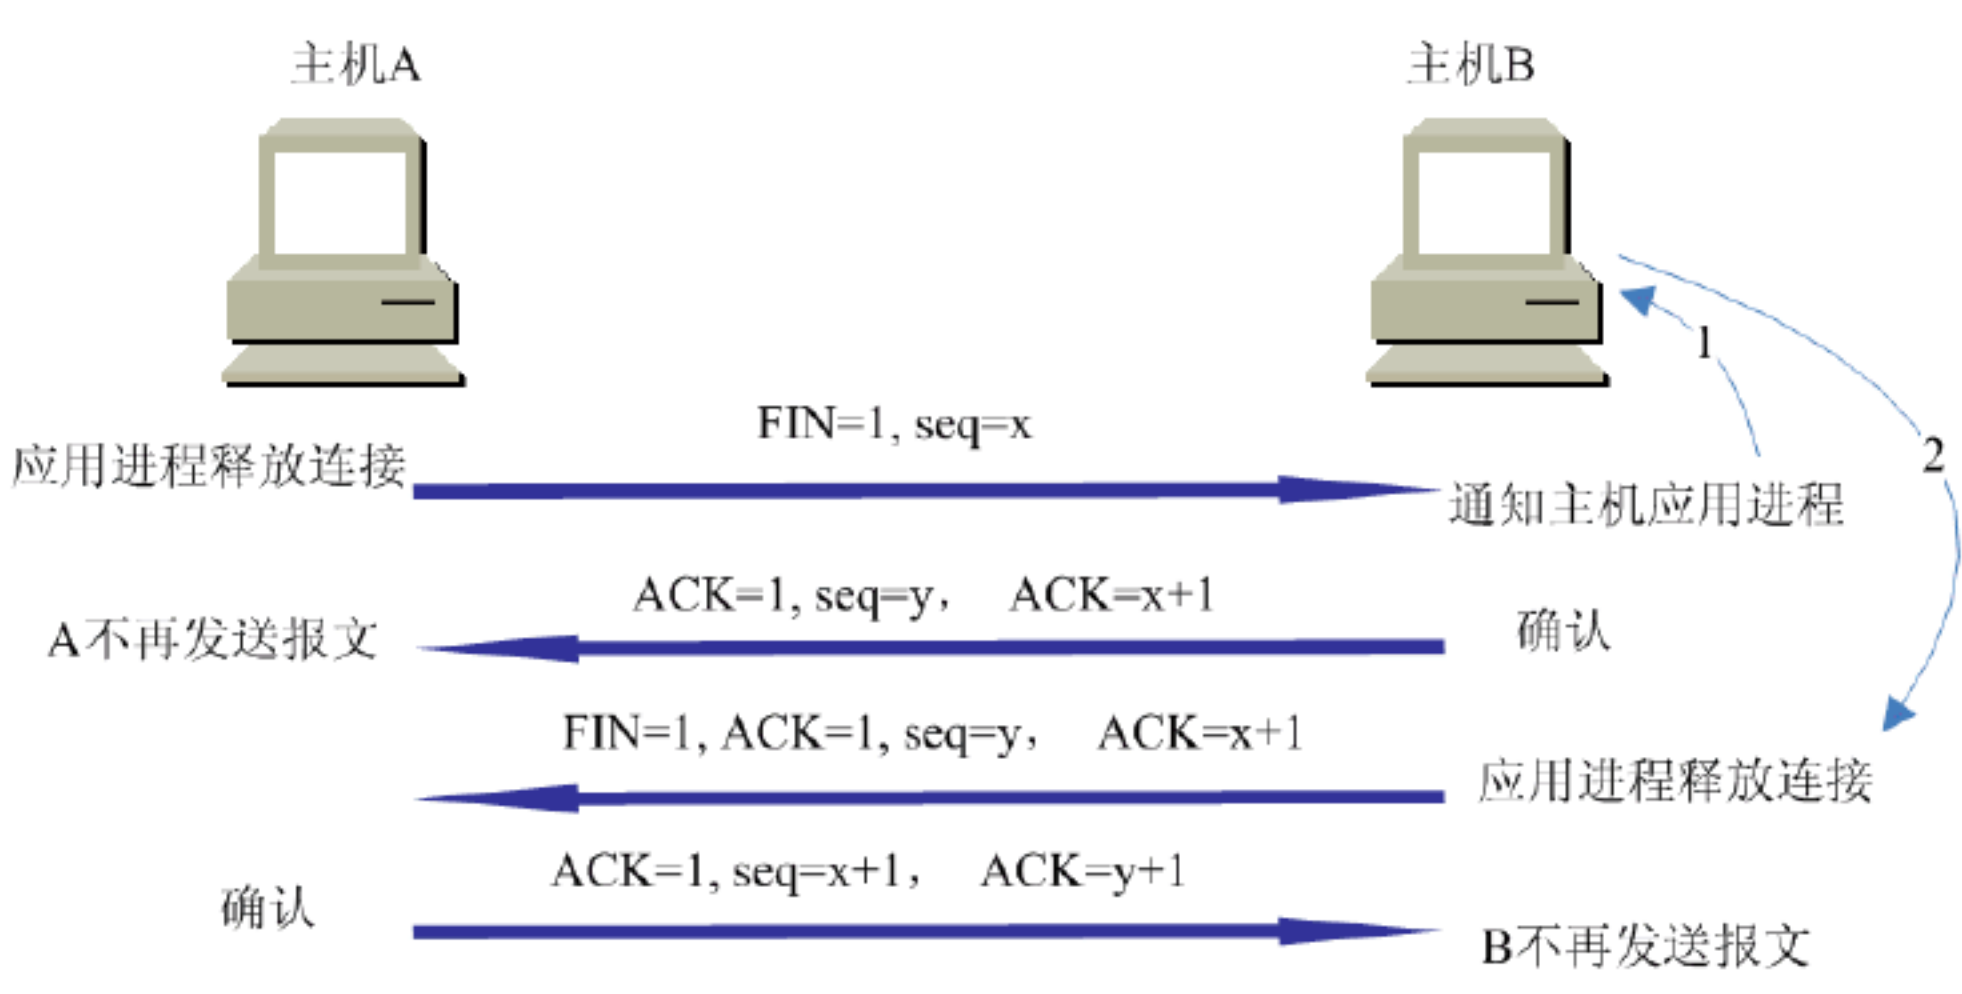 主机A
主机B
1
2
FIN=1, seq=x
应用进程释放连接
通知主机应用进程
ACK=1, seq=y， ACK=x+1
A不再发送报文
确认
FIN=1, ACK=1, seq=y， ACK=x+1
应用进程释放连接
ACK=1, seq=x+1， ACK=y+1
确认
B不再发送报文